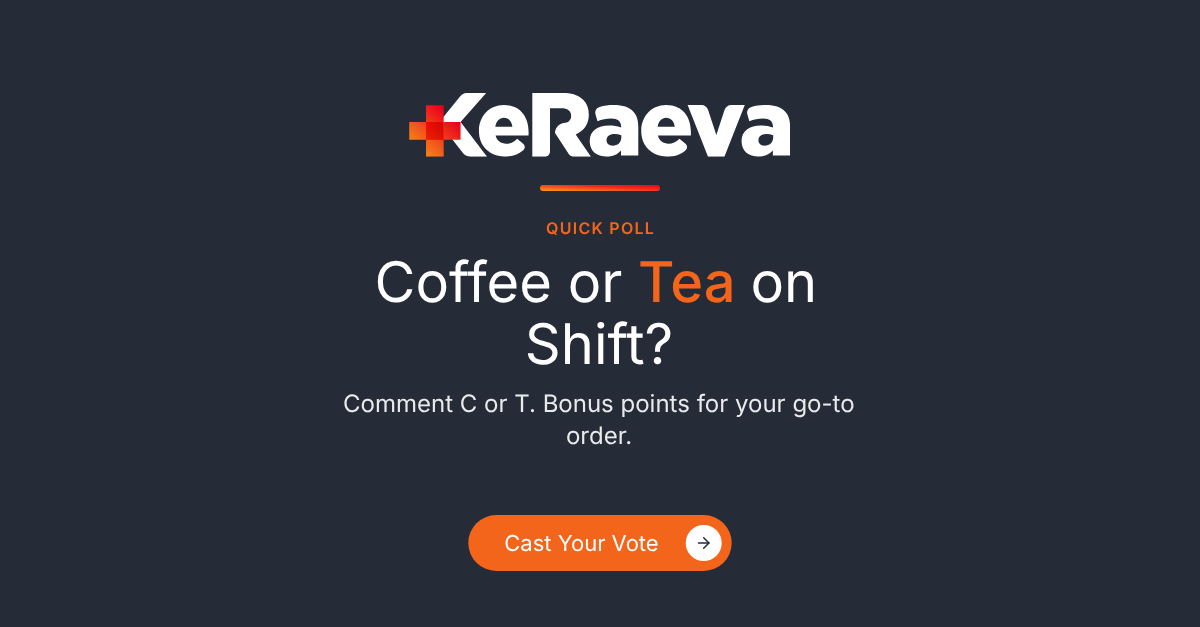 KeRaeva
QUICK POLL
Coffee or Tea on
Shift?
Comment C or T. Bonus points for your go-to
order.
Cast Your Vote